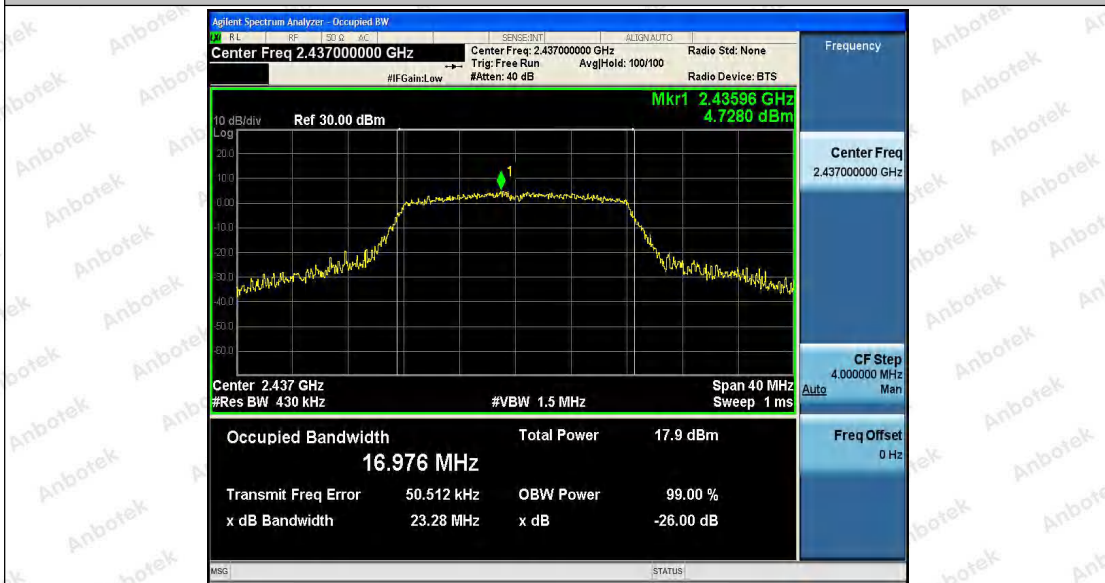 Agilent Spectrum Analyzer - Occupied BW
RL RF 50 Ω AC SENSE:INT ALIGN AUTO
Center Freq 2.437000000 GHz
Center Freq: 2.437000000 GHz Radio Std: None
Trig: Free Run Avg|Hold: 100/100
#IFGain:Low #Atten: 40 dB Radio Device: BTS
Mkr1 2.43596 GHz
4.7280 dBm
10 dB/div Ref 30.00 dBm
Log
20.0
10.0
0.00
-10.0
-20.0
-30.0
-40.0
-50.0
-60.0
1
Center 2.437 GHz Span 40 MHz
#Res BW 430 kHz #VBW 1.5 MHz Sweep 1 ms
Occupied Bandwidth Total Power 17.9 dBm
16.976 MHz
Transmit Freq Error 50.512 kHz OBW Power 99.00 %
x dB Bandwidth 23.28 MHz x dB -26.00 dB
MSG STATUS
Frequency
Center Freq
2.437000000 GHz
CF Step
4.000000 MHz
Auto Man
Freq Offset
0 Hz
Anbotek